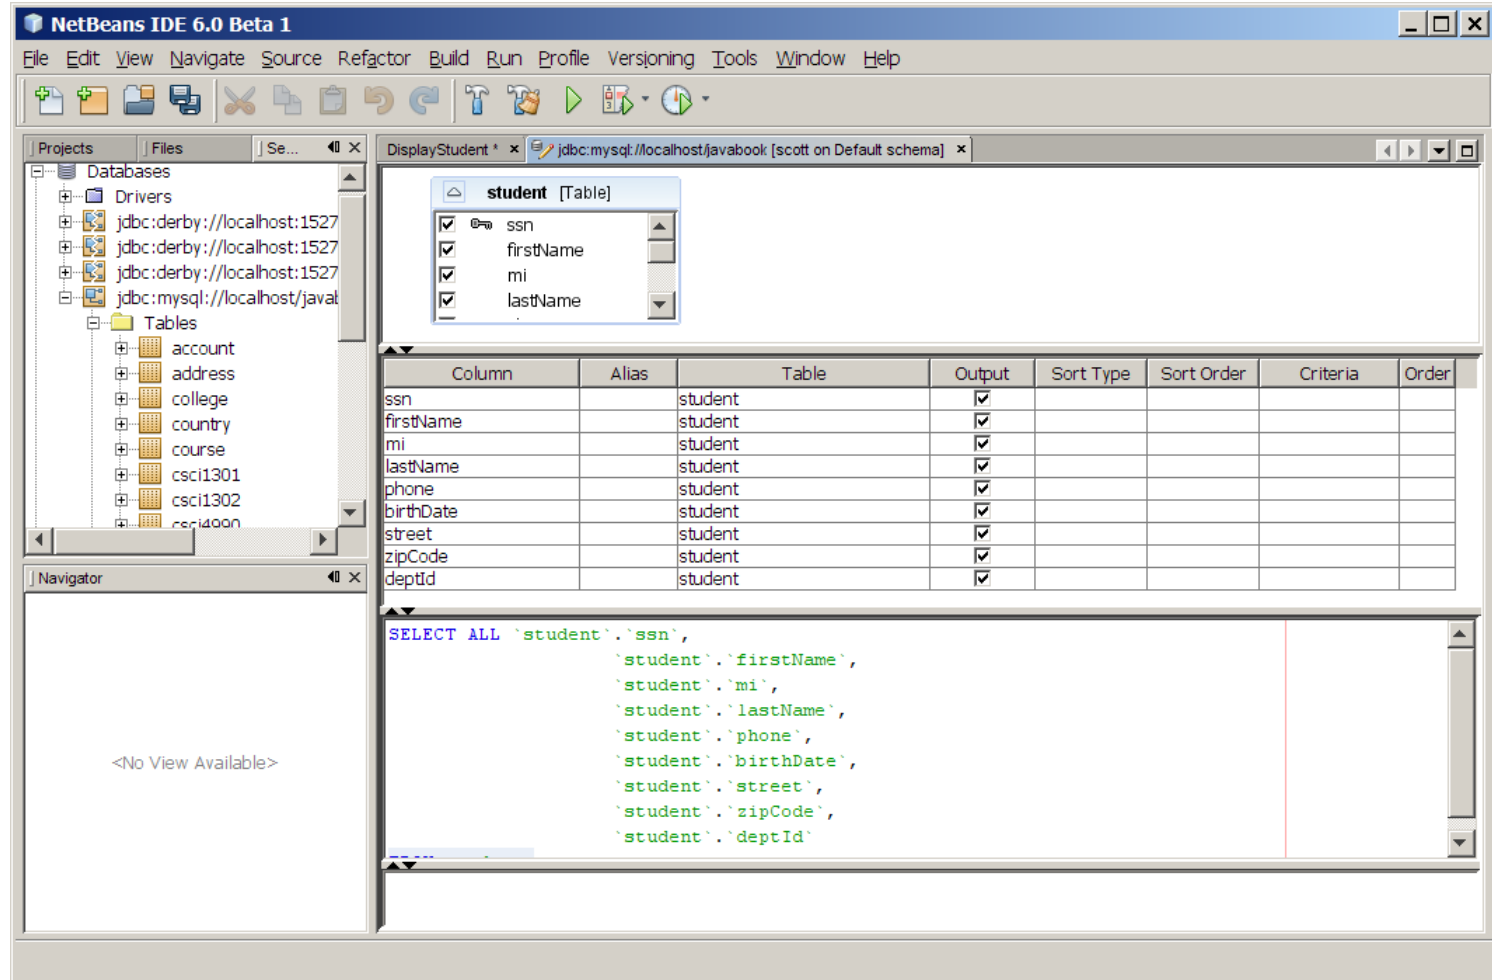 NetBeans IDE 6.0 Beta 1
File Edit View Navigate Source Refactor Build Run Profile Versioning Tools Window Help
Projects Files Se...
Databases
Drivers
jdbc:derby://localhost:1527
jdbc:derby://localhost:1527
jdbc:derby://localhost:1527
jdbc:mysql://localhost/javab
Tables
account
address
college
country
course
csci1301
csci1302
csci4990
Navigator
<No View Available>
DisplayStudent * jdbc:mysql://localhost/javabook [scott on Default schema]
student [Table]
ssn
firstName
mi
lastName
Column Alias Table Output Sort Type Sort Order Criteria Order
ssn student
firstName student
mi student
lastName student
phone student
birthDate student
street student
zipCode student
deptId student
SELECT ALL `student`.`ssn`,
`student`.`firstName`,
`student`.`mi`,
`student`.`lastName`,
`student`.`phone`,
`student`.`birthDate`,
`student`.`street`,
`student`.`zipCode`,
`student`.`deptId`